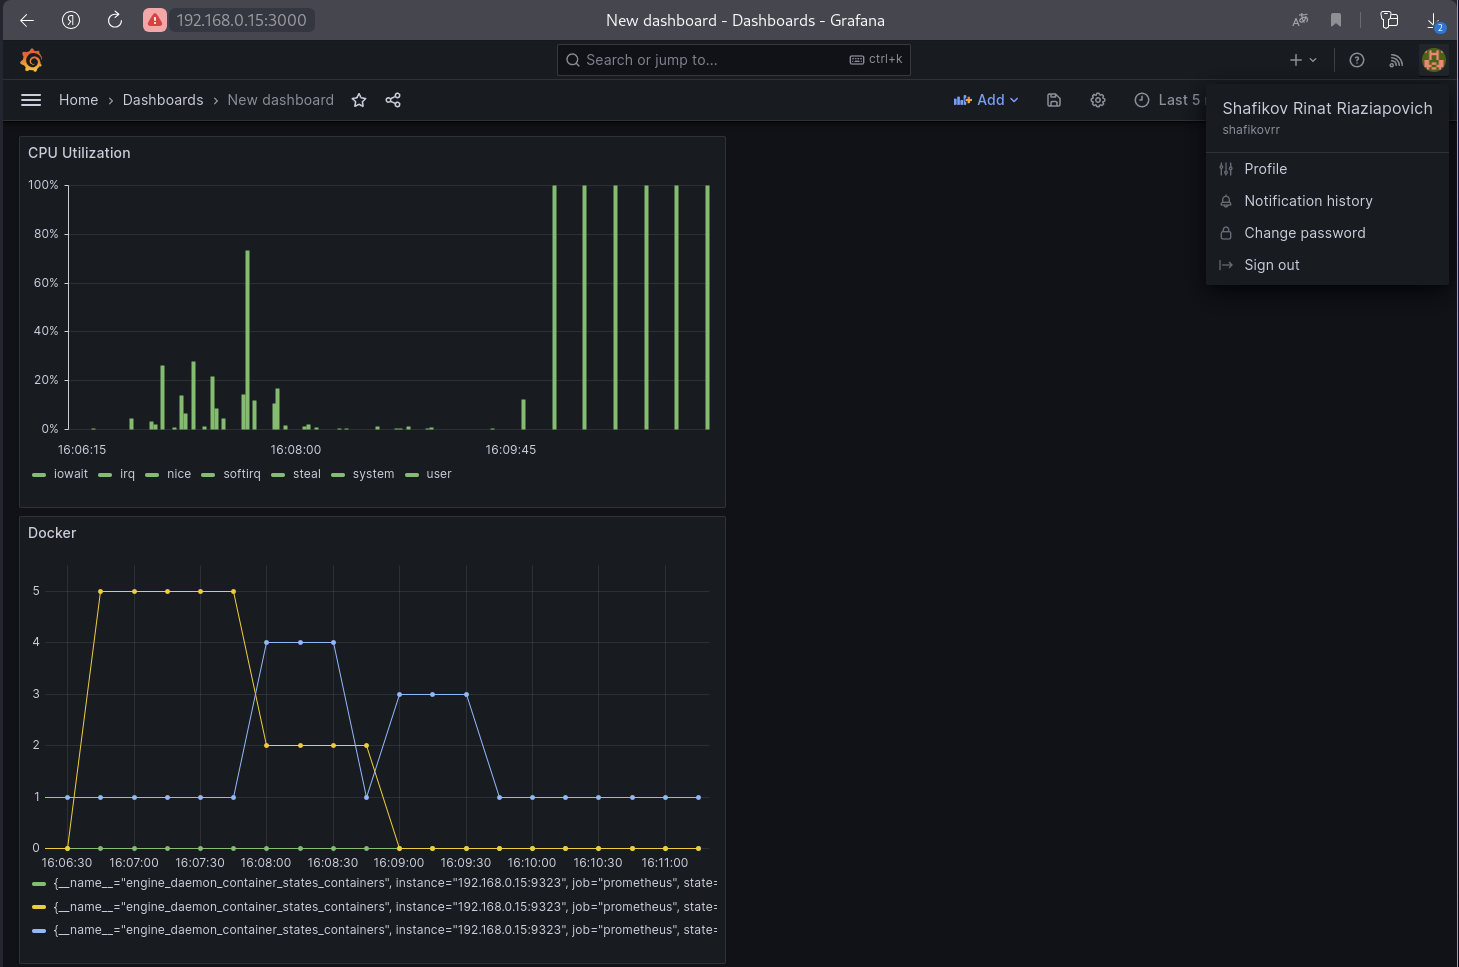 192.168.0.15:3000
New dashboard - Dashboards - Grafana
2
Search or jump to...
ctrl+k
Home › Dashboards › New dashboard
Add
Last 5
Shafikov Rinat Riaziapovich
shafikovrr
Profile
Notification history
Change password
Sign out
CPU Utilization
100%
80%
60%
40%
20%
0%
16:06:15 16:08:00 16:09:45
iowait irq nice softirq steal system user
Docker
5
4
3
2
1
0
16:06:30 16:07:00 16:07:30 16:08:00 16:08:30 16:09:00 16:09:30 16:10:00 16:10:30 16:11:00
{__name__="engine_daemon_container_states_containers", instance="192.168.0.15:9323", job="prometheus", state=
{__name__="engine_daemon_container_states_containers", instance="192.168.0.15:9323", job="prometheus", state=
{__name__="engine_daemon_container_states_containers", instance="192.168.0.15:9323", job="prometheus", state=